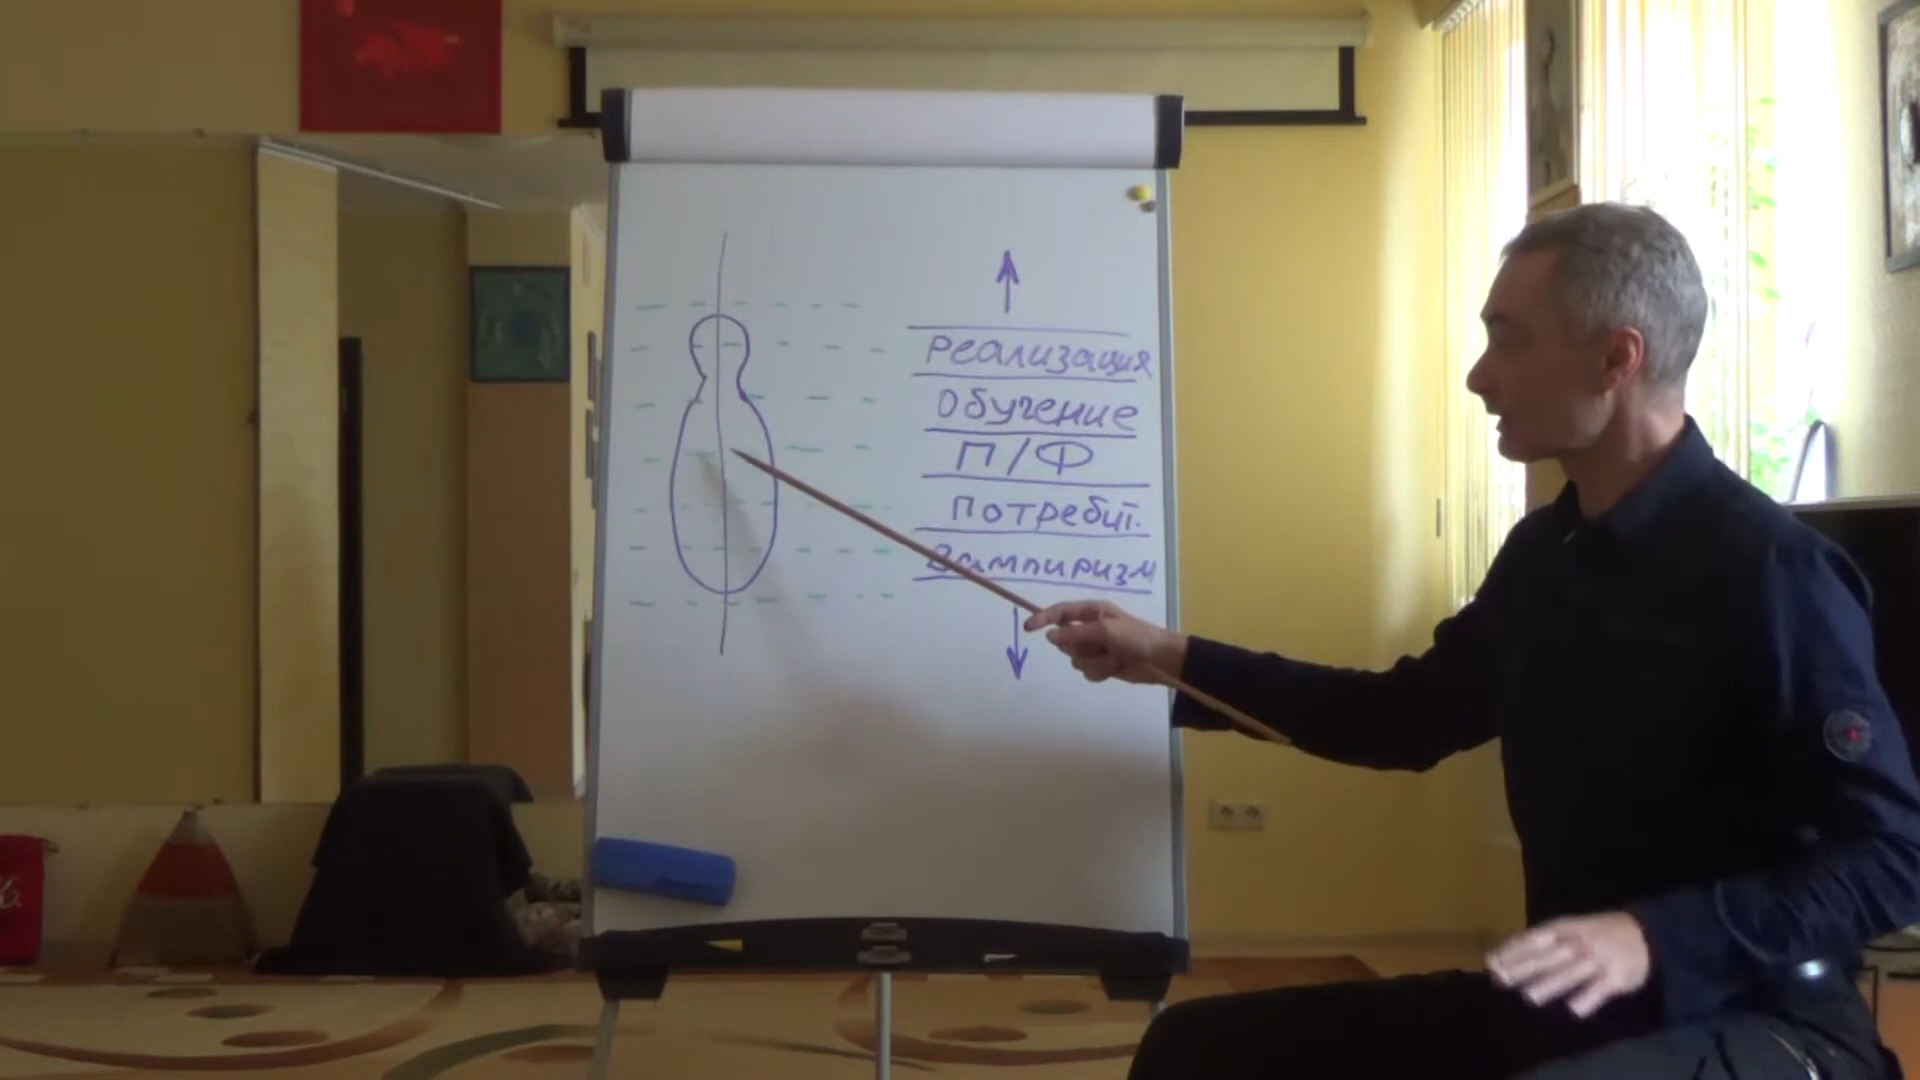 Реализация
Обучение
П/Ф
Потребит.
Вампиризм